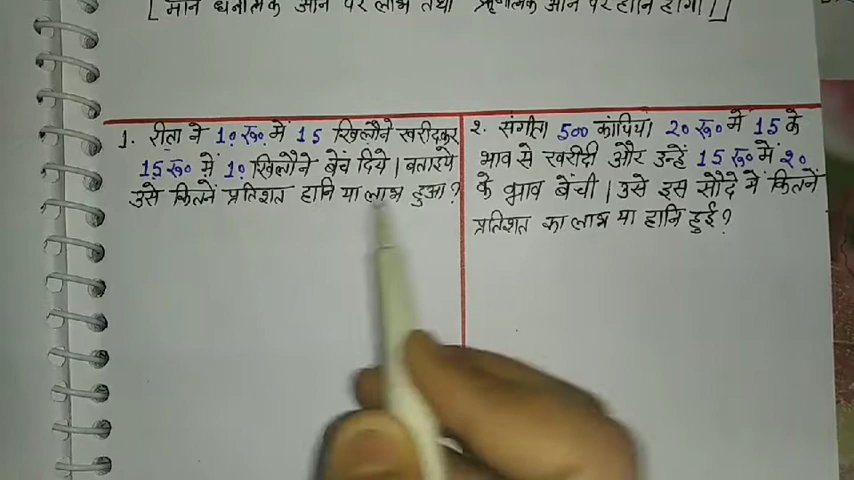 [मान धनात्मक आने पर लाभ तथा ऋणात्मक आने पर हानि होगी।]
1. रीता ने 10 रू० में 15 खिलौने खरीदकर
15 रू० में 10 खिलौने बेच दिये। बताइये
उसे कितने प्रतिशत हानि या लाभ हुआ?
2. संगीता 500 कांपिया 20 रू० में 15 के
भाव से खरीदी और उन्हें 15 रू० में 20
के भाव बेंची। उसे इस सौदे में कितनें
प्रतिशत का लाभ या हानि हुई?